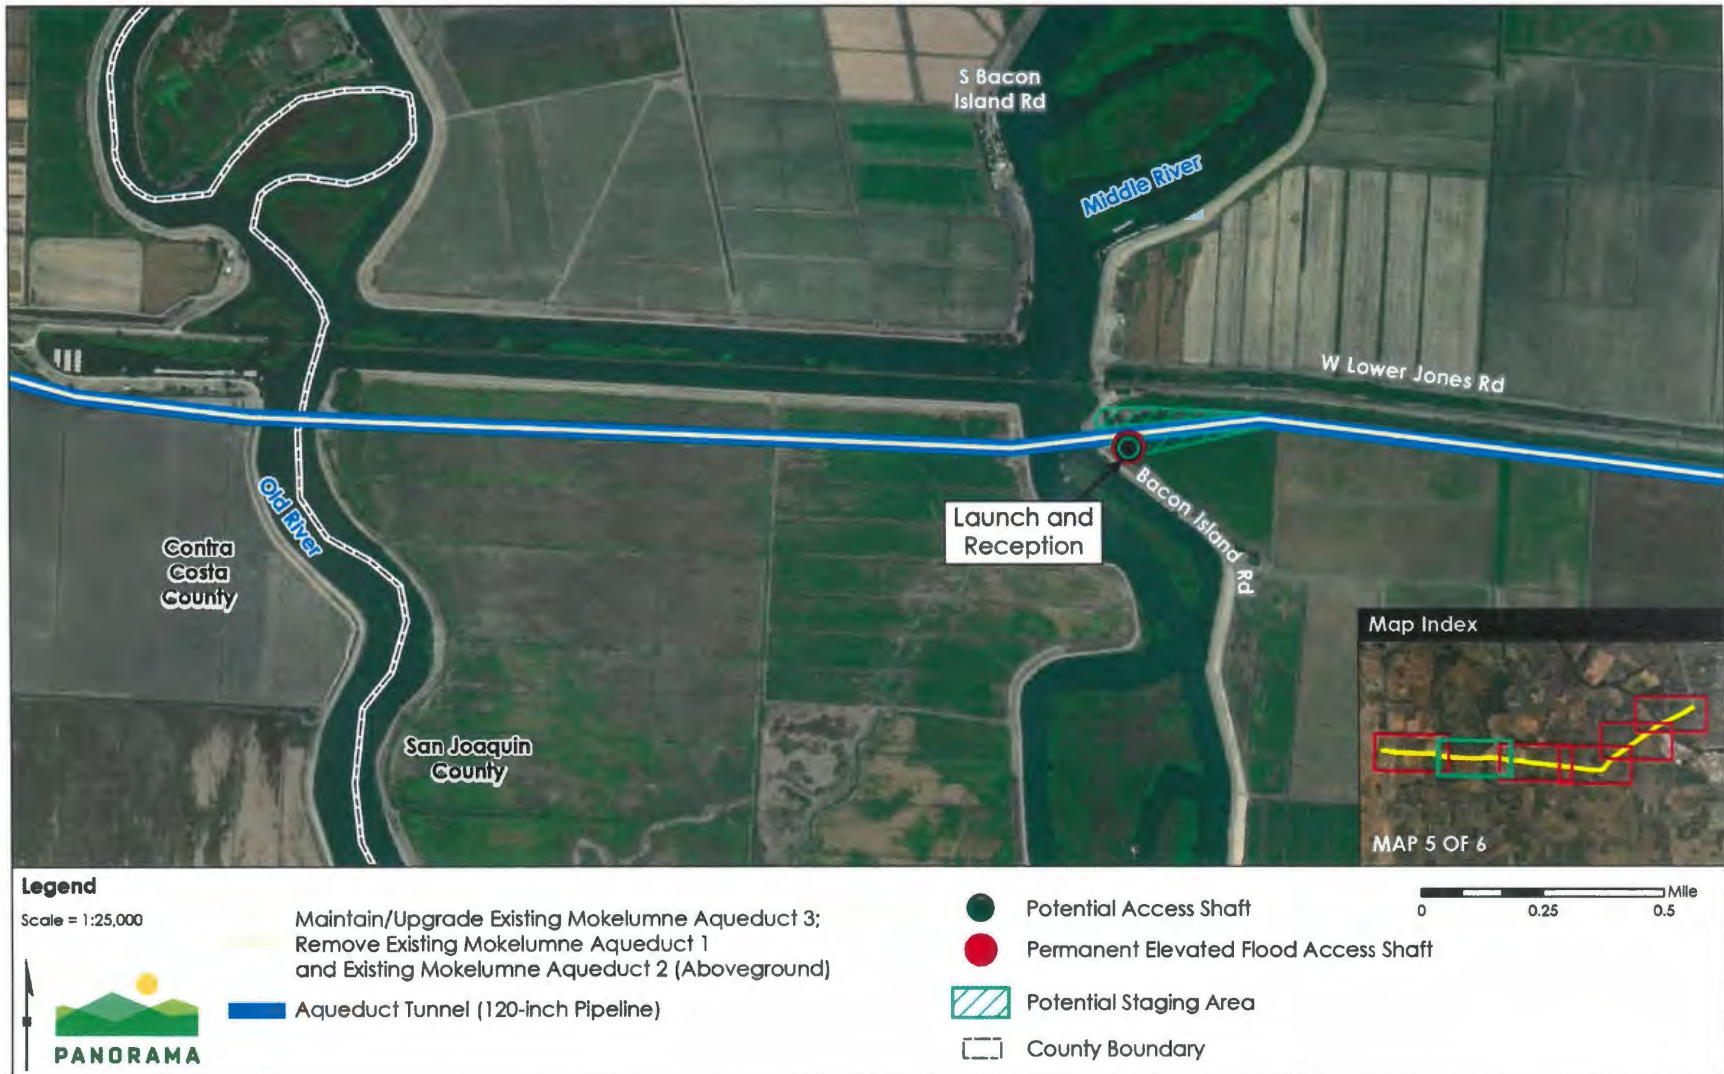 S Bacon
Island Rd
Middle River
W Lower Jones Rd
Old River
Bacon Island Rd
Launch and
Reception
Contra
Costa
County
San Joaquin
County
Map Index
MAP 5 OF 6
Legend
Scale = 1:25,000
Maintain/Upgrade Existing Mokelumne Aqueduct 3;
Remove Existing Mokelumne Aqueduct 1
and Existing Mokelumne Aqueduct 2 (Aboveground)
Aqueduct Tunnel (120-inch Pipeline)
PANORAMA
Potential Access Shaft
Permanent Elevated Flood Access Shaft
Potential Staging Area
County Boundary
Mile
0 0.25 0.5